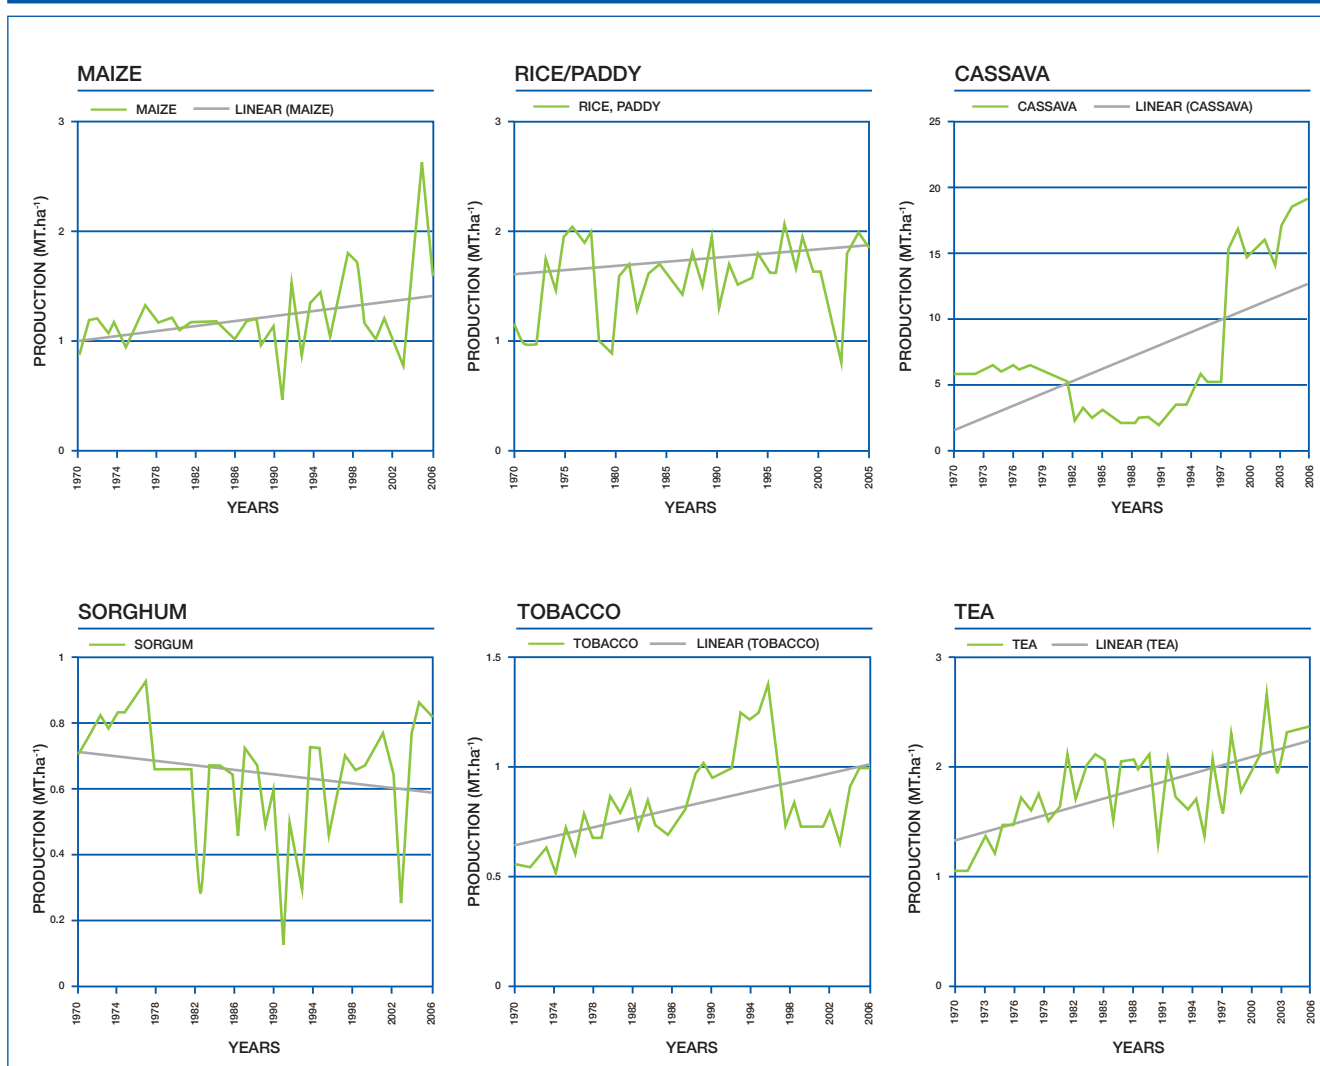 MAIZE
MAIZE LINEAR (MAIZE)
PRODUCTION (MT.ha-1)
3
2
1
0
1970 1974 1978 1982 1986 1990 1994 1998 2002 2006
YEARS
RICE/PADDY
RICE, PADDY
PRODUCTION (MT.ha-1)
3
2
1
0
1970 1975 1980 1985 1990 1995 2000 2005
YEARS
CASSAVA
CASSAVA LINEAR (CASSAVA)
PRODUCTION (MT.ha-1)
25
20
15
10
5
0
1970 1973 1976 1979 1982 1985 1988 1991 1994 1997 2000 2003 2006
YEARS
SORGHUM
SORGUM
PRODUCTION (MT.ha-1)
1
0.8
0.6
0.4
0.2
0
1970 1974 1978 1982 1986 1990 1994 1998 2002 2006
YEARS
TOBACCO
TOBACCO LINEAR (TOBACCO)
PRODUCTION (MT.ha-1)
1.5
1
0.5
0
1970 1974 1978 1982 1986 1990 1994 1998 2002 2006
YEARS
TEA
TEA LINEAR (TEA)
PRODUCTION (MT.ha-1)
3
2
1
0
1970 1973 1976 1979 1982 1985 1988 1991 1994 1997 2000 2003 2006
YEARS